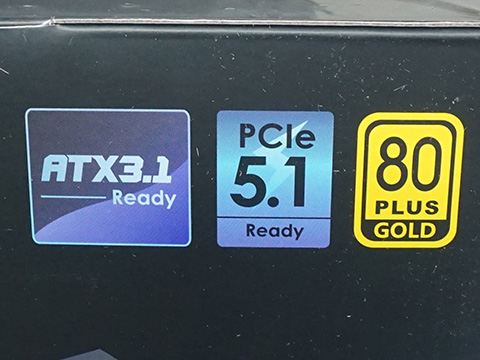 ATX3.1
Ready
PCIe
5.1
Ready
80
PLUS
GOLD